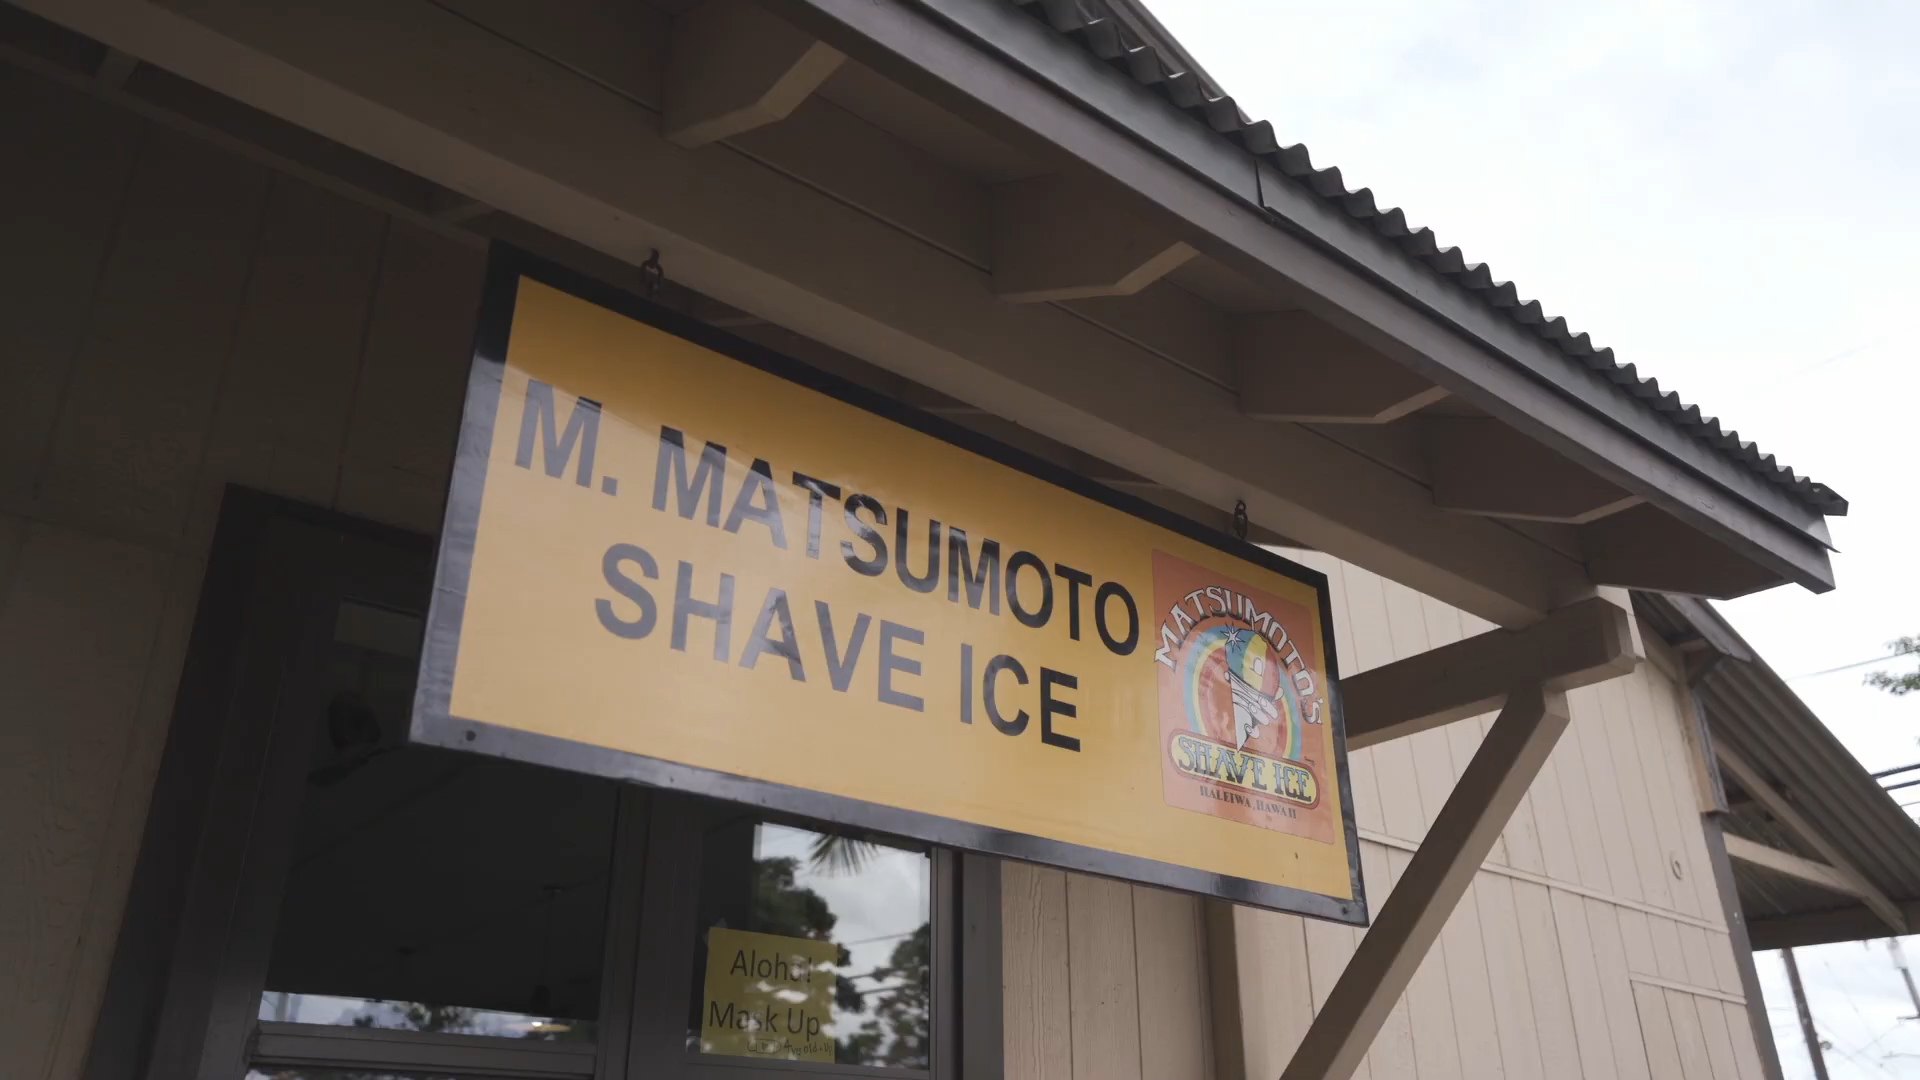 M. MATSUMOTO
SHAVE ICE
MATSUMOTO'S
SHAVE ICE
HALEIWA, HAWAII
Aloha!
Mask Up